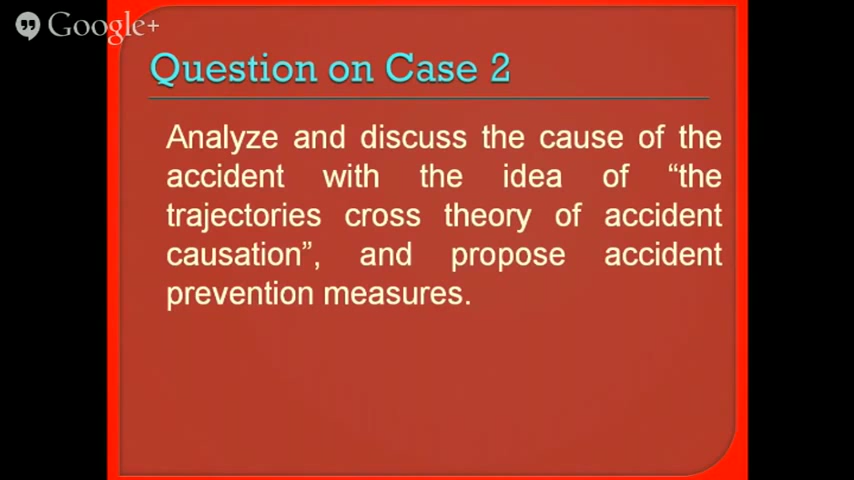 Google+
Question on Case 2
Analyze and discuss the cause of the
accident with the idea of “the
trajectories cross theory of accident
causation”, and propose accident
prevention measures.